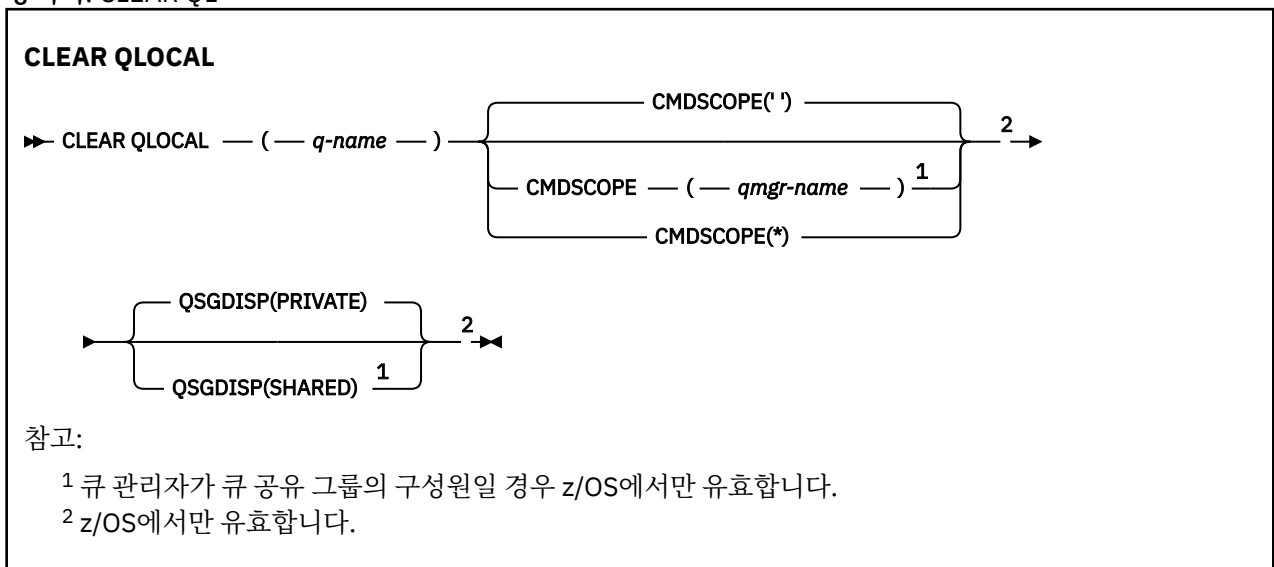 CLEAR QLOCAL
CMDSCOPE(' ')
CLEAR QLOCAL ( q-name ) 2
CMDSCOPE ( qmgr-name ) 1
CMDSCOPE(*)
QSGDISP(PRIVATE)
2
QSGDISP(SHARED) 1
참고:
1 큐 관리자가 큐 공유 그룹의 구성원일 경우 z/OS에서만 유효합니다.
2 z/OS에서만 유효합니다.